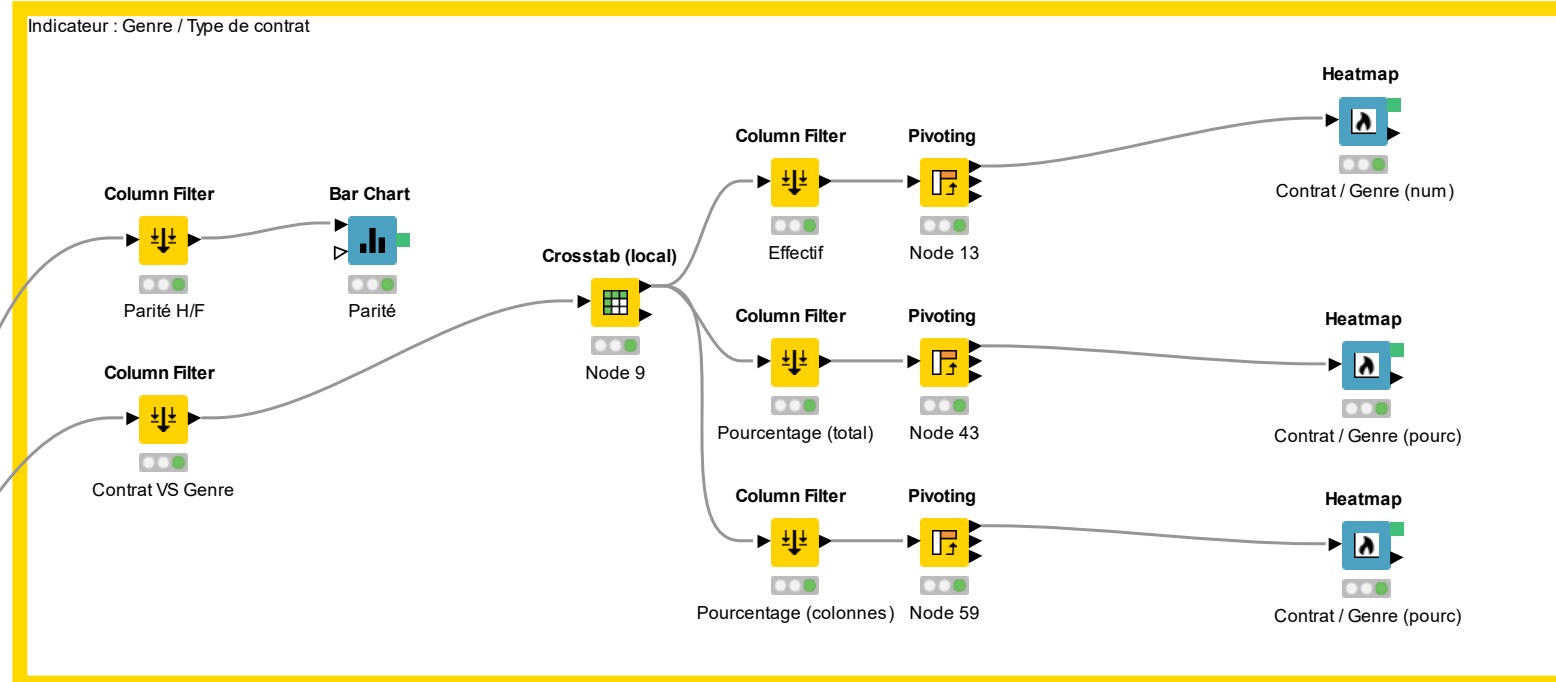 Indicateur : Genre / Type de contrat
Heatmap
Contrat / Genre (num)
Column Filter
Effectif
Pivoting
Node 13
Column Filter
Parité H/F
Bar Chart
Parité
Crosstab (local)
Node 9
Column Filter
Pourcentage (total)
Pivoting
Node 43
Heatmap
Contrat / Genre (pourc)
Column Filter
Contrat VS Genre
Column Filter
Pourcentage (colonnes)
Pivoting
Node 59
Heatmap
Contrat / Genre (pourc)